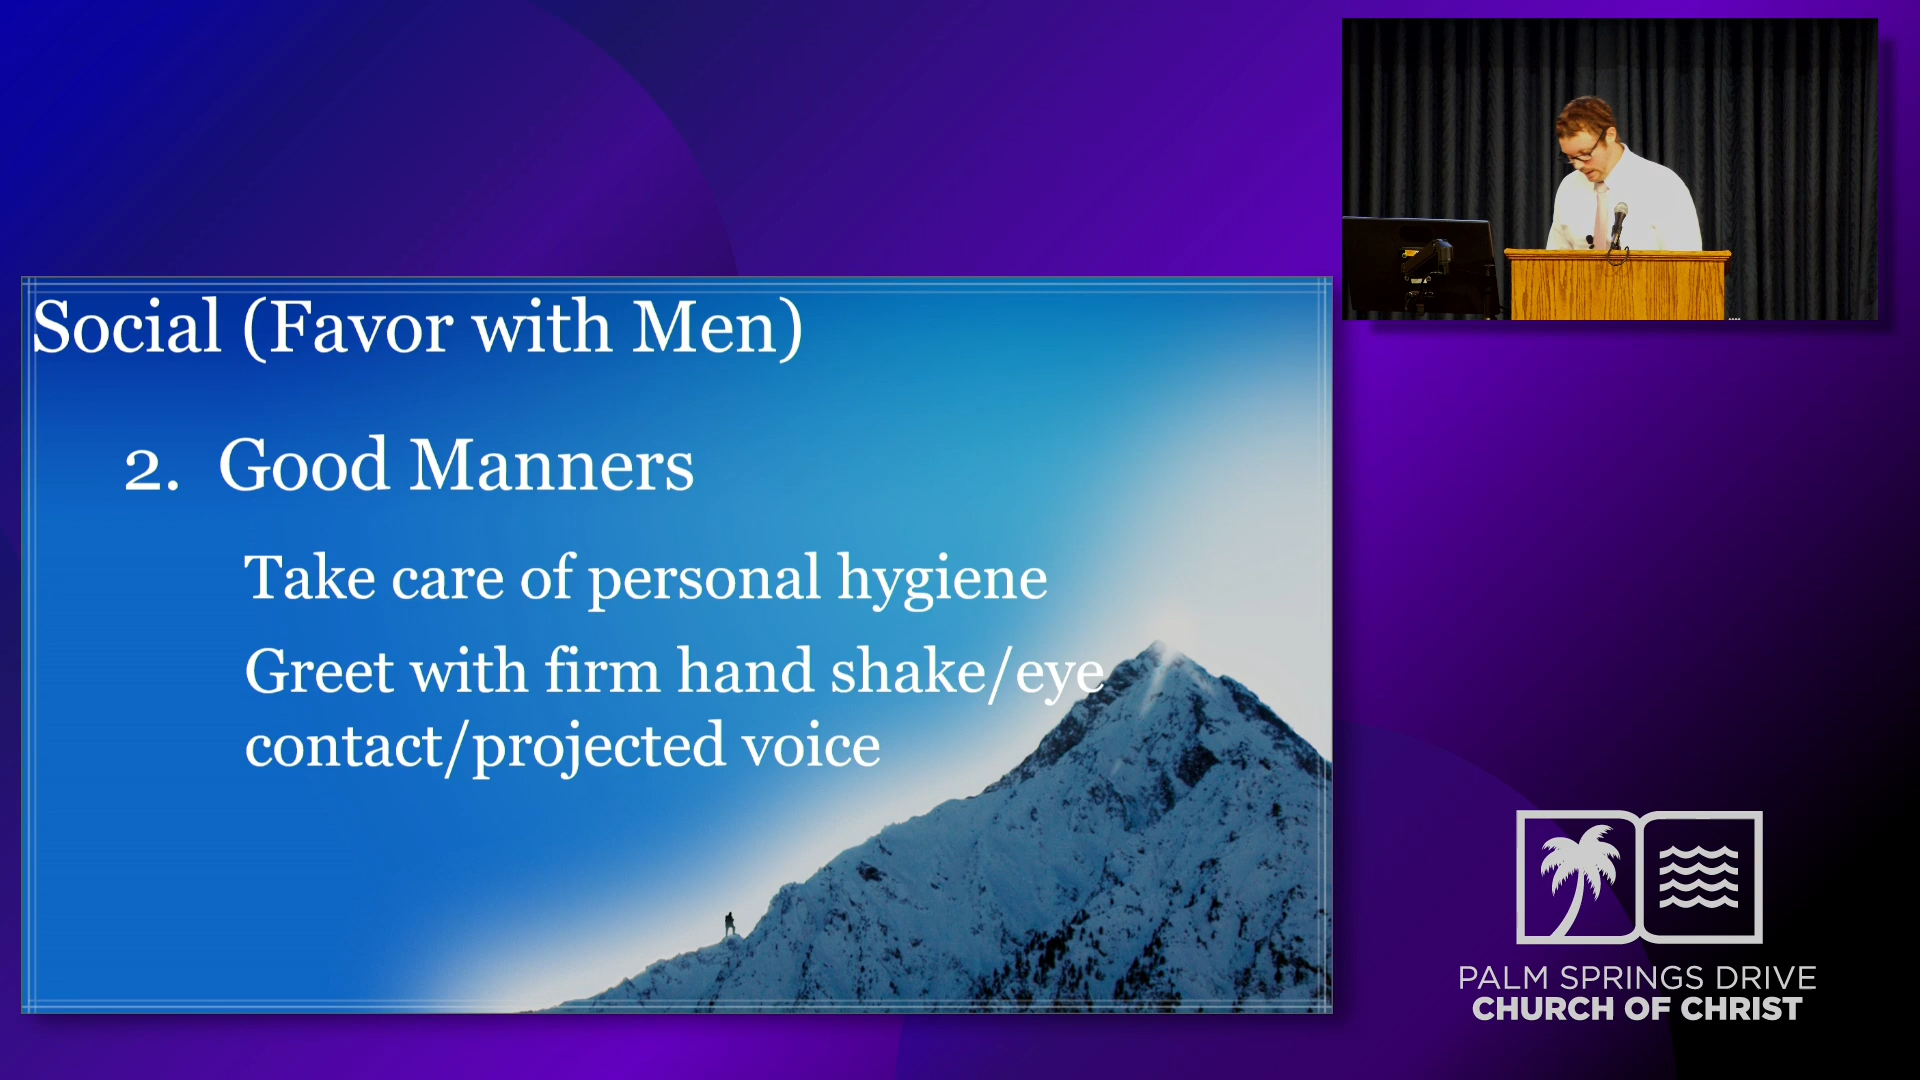 Social (Favor with Men)
2. Good Manners
Take care of personal hygiene
Greet with firm hand shake/eye
contact/projected voice
PALM SPRINGS DRIVE
CHURCH OF CHRIST